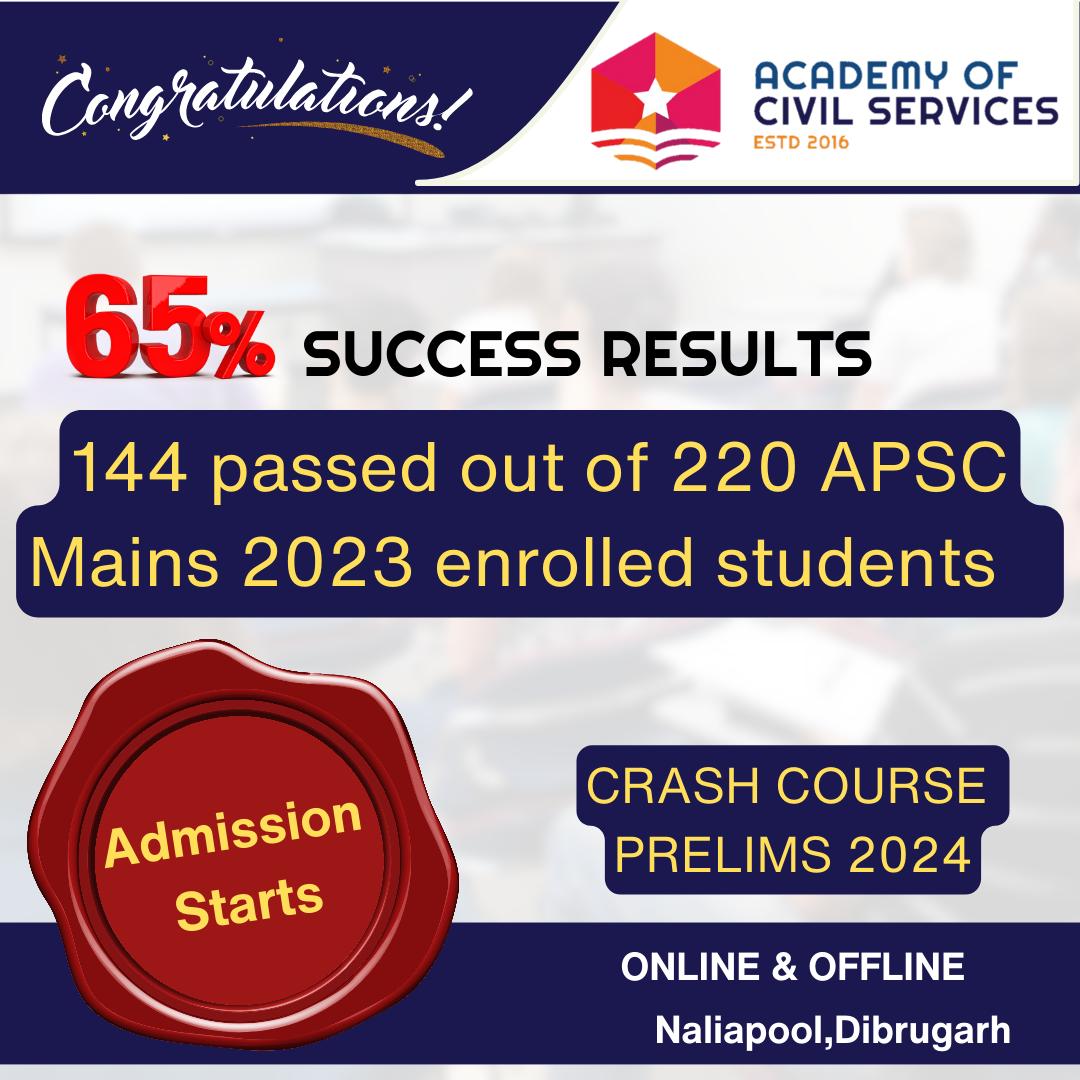 Congratulations!
ACADEMY OF
CIVIL SERVICES
ESTD 2016
65% SUCCESS RESULTS
144 passed out of 220 APSC
Mains 2023 enrolled students
Admission
Starts
CRASH COURSE
PRELIMS 2024
ONLINE & OFFLINE
Naliapool,Dibrugarh